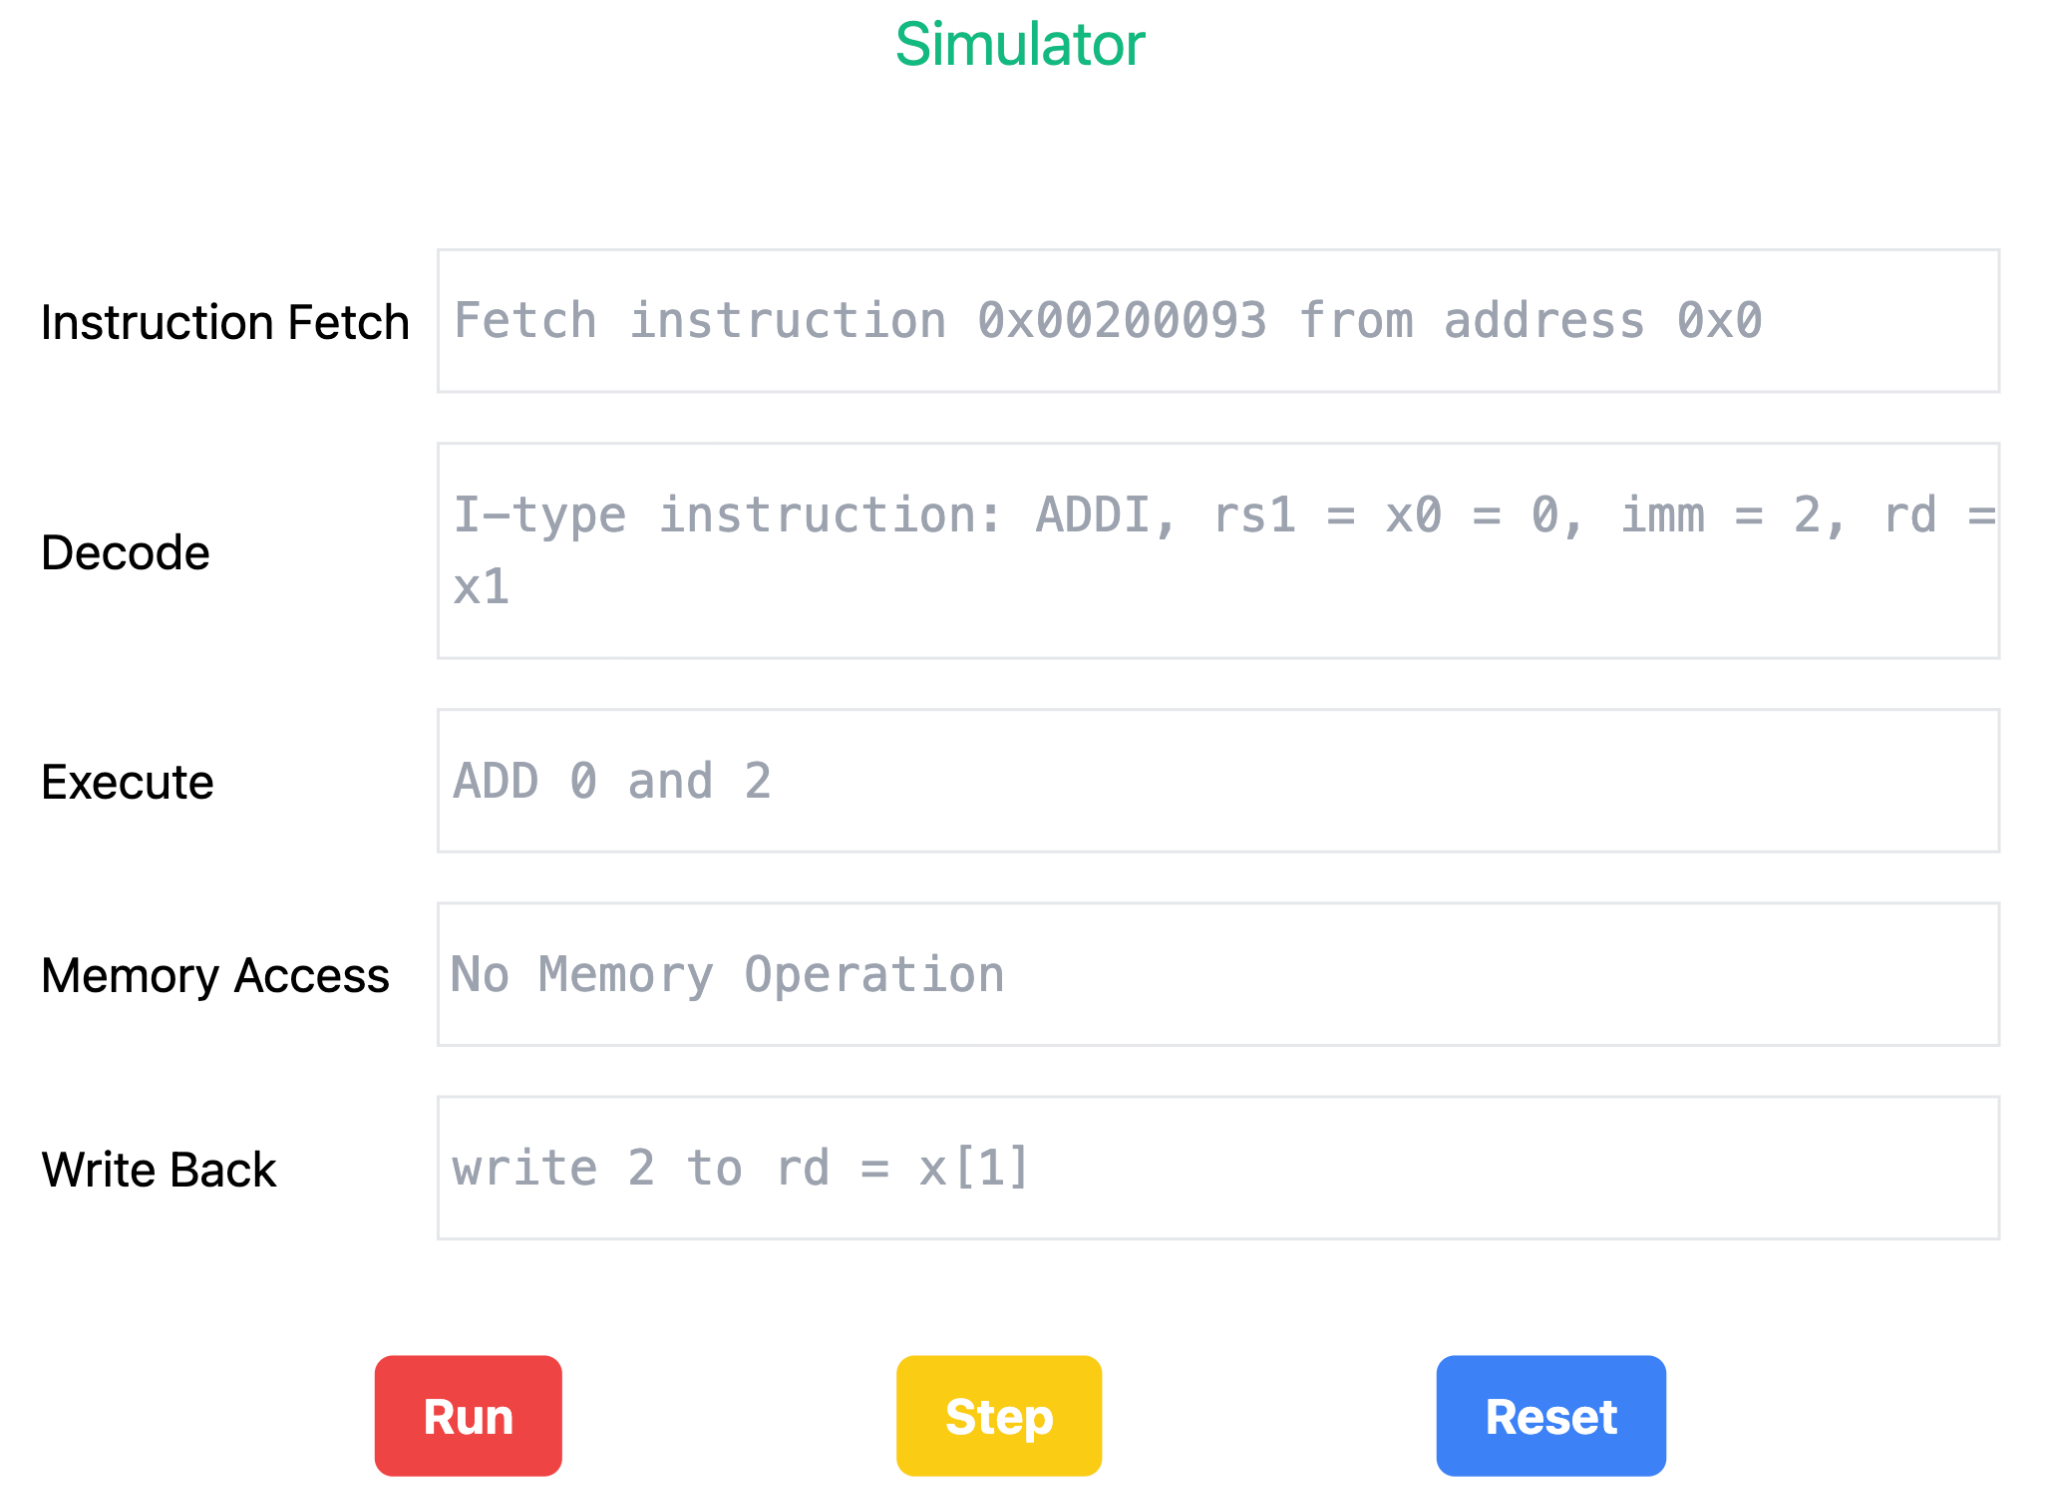 Simulator
Instruction Fetch
Fetch instruction 0x00200093 from address 0x0
Decode
I-type instruction: ADDI, rs1 = x0 = 0, imm = 2, rd =
x1
Execute
ADD 0 and 2
Memory Access
No Memory Operation
Write Back
write 2 to rd = x[1]
Run
Step
Reset